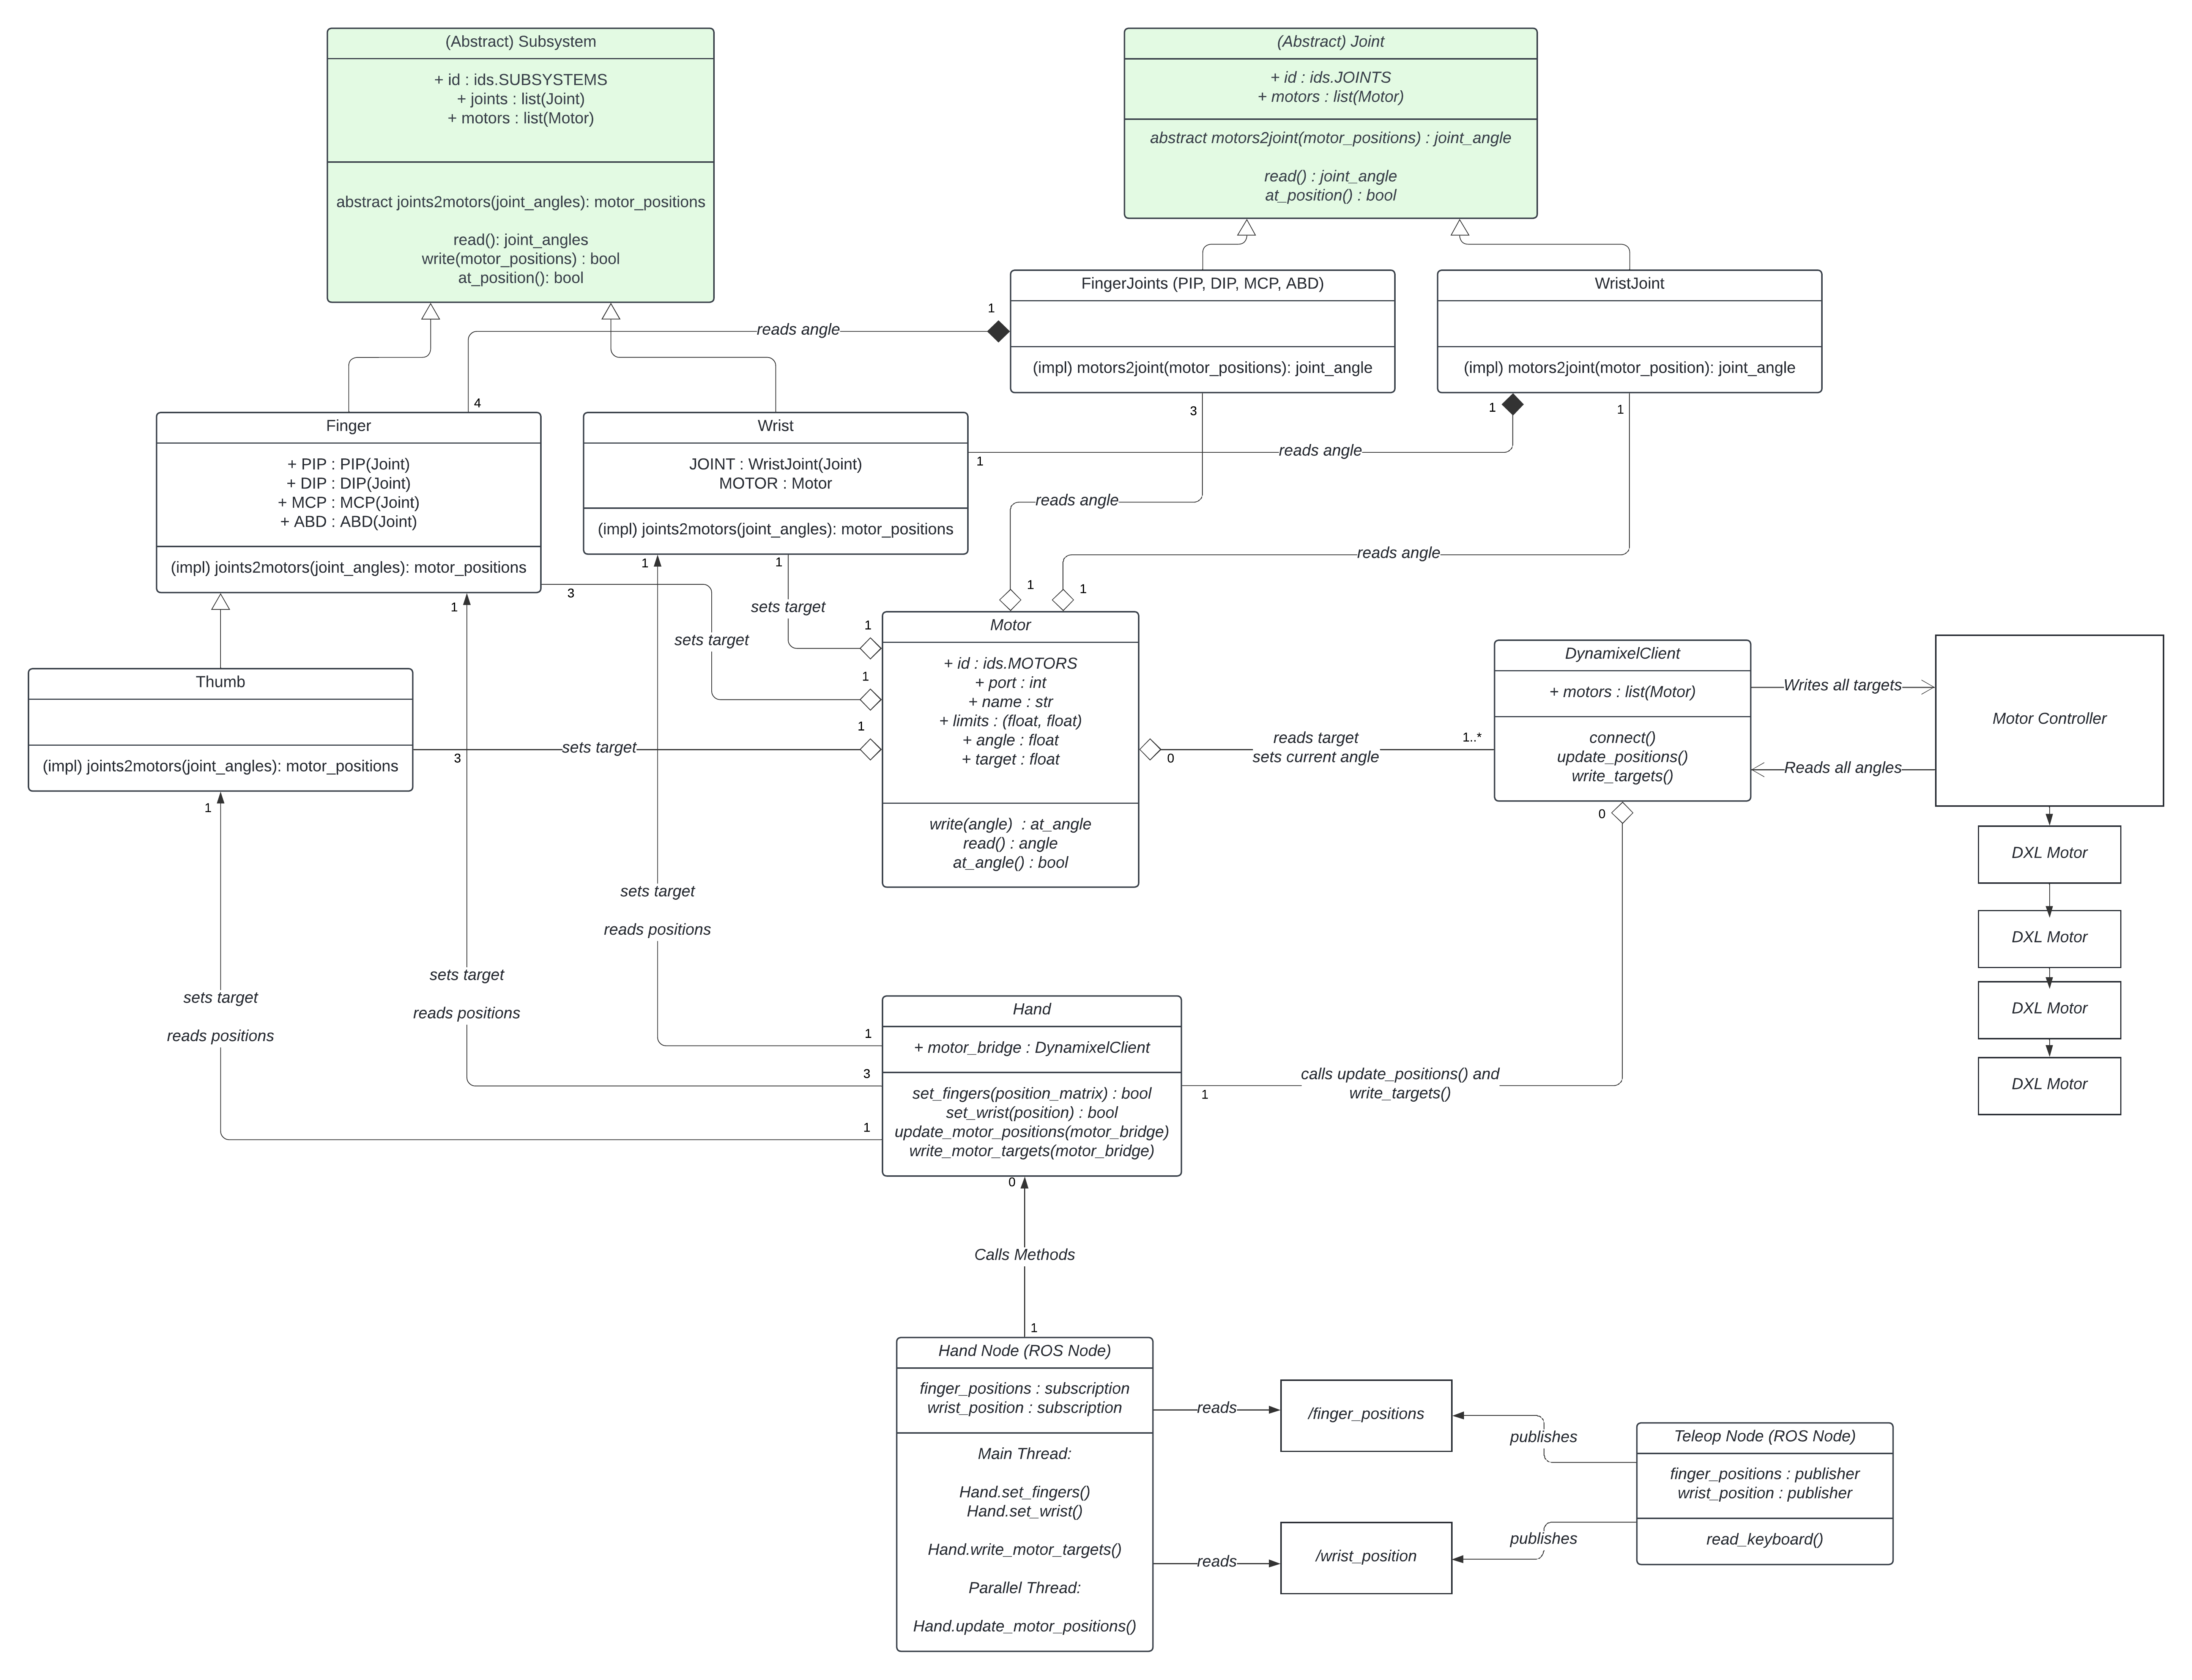 (Abstract) Subsystem
+ id : ids.SUBSYSTEMS
+ joints : list(Joint)
+ motors : list(Motor)
abstract joints2motors(joint_angles): motor_positions
read(): joint_angles
write(motor_positions) : bool
at_position(): bool
(Abstract) Joint
+ id : ids.JOINTS
+ motors : list(Motor)
abstract motors2joint(motor_positions) : joint_angle
read() : joint_angle
at_position() : bool
FingerJoints (PIP, DIP, MCP, ABD)
(impl) motors2joint(motor_positions): joint_angle
WristJoint
(impl) motors2joint(motor_position): joint_angle
1
reads angle
4
3
1
1
Finger
+ PIP : PIP(Joint)
+ DIP : DIP(Joint)
+ MCP : MCP(Joint)
+ ABD : ABD(Joint)
(impl) joints2motors(joint_angles): motor_positions
Wrist
JOINT : WristJoint(Joint)
MOTOR : Motor
(impl) joints2motors(joint_angles): motor_positions
1
reads angle
reads angle
reads angle
1
1
1
1
3
1
sets target
sets target
1
1
1
Thumb
(impl) joints2motors(joint_angles): motor_positions
3
sets target
1
Motor
+ id : ids.MOTORS
+ port : int
+ name : str
+ limits : (float, float)
+ angle : float
+ target : float
write(angle) : at_angle
read() : angle
at_angle() : bool
0
reads target
sets current angle
1..*
DynamixelClient
+ motors : list(Motor)
connect()
update_positions()
write_targets()
0
Writes all targets
Reads all angles
Motor Controller
DXL Motor
DXL Motor
DXL Motor
DXL Motor
sets target
reads positions
sets target
reads positions
sets target
reads positions
1
3
1
Hand
+ motor_bridge : DynamixelClient
set_fingers(position_matrix) : bool
set_wrist(position) : bool
update_motor_positions(motor_bridge)
write_motor_targets(motor_bridge)
1
calls update_positions() and
write_targets()
0
Calls Methods
1
Hand Node (ROS Node)
finger_positions : subscription
wrist_position : subscription
Main Thread:
Hand.set_fingers()
Hand.set_wrist()
Hand.write_motor_targets()
Parallel Thread:
Hand.update_motor_positions()
reads
/finger_positions
publishes
reads
/wrist_position
publishes
Teleop Node (ROS Node)
finger_positions : publisher
wrist_position : publisher
read_keyboard()